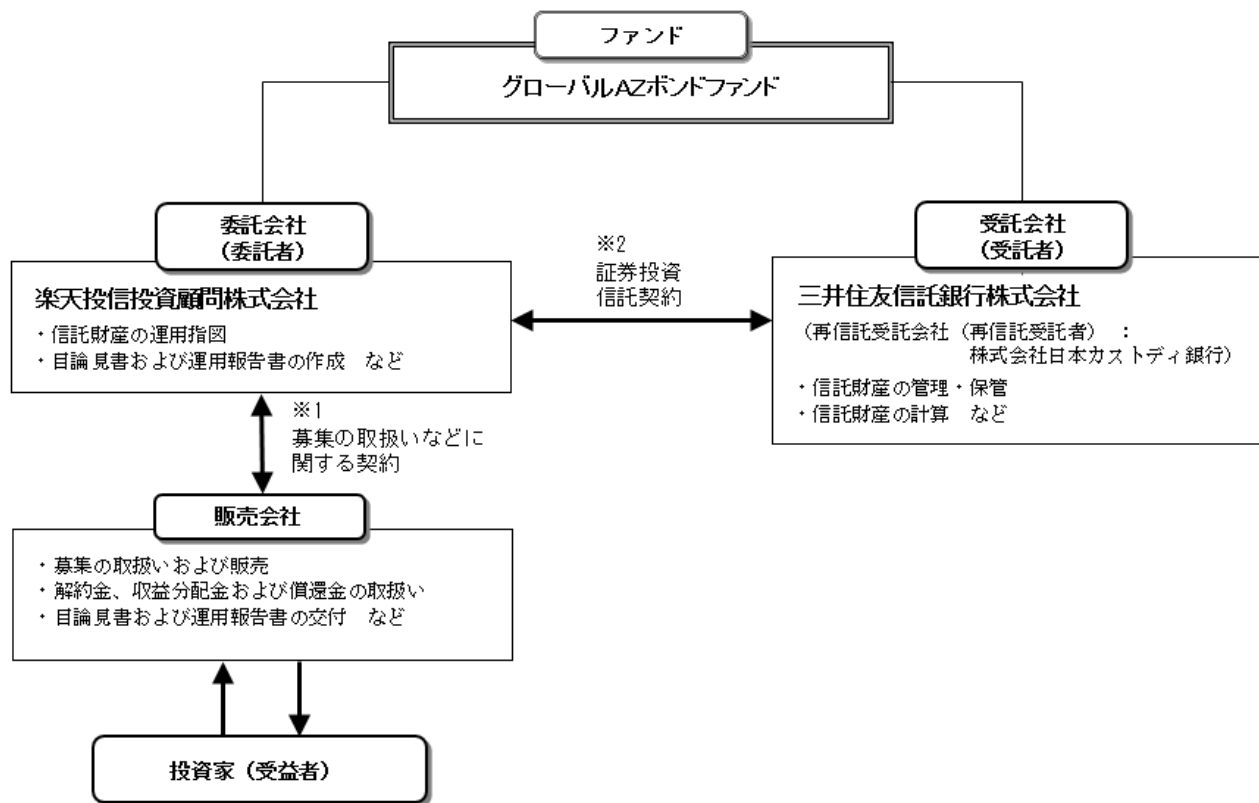 ファンド
グローバルAZボンドファンド
委託会社
（委託者）
楽天投信投資顧問株式会社
・信託財産の運用指図
・目論見書および運用報告書の作成　など
※2
証券投資
信託契約
受託会社
（受託者）
三井住友信託銀行株式会社
（再信託受託会社（再信託受託者）　：
株式会社日本カストディ銀行）
・信託財産の管理・保管
・信託財産の計算　など
※1
募集の取扱いなどに
関する契約
販売会社
・募集の取扱いおよび販売
・解約金、収益分配金および償還金の取扱い
・目論見書および運用報告書の交付　など
投資家（受益者）